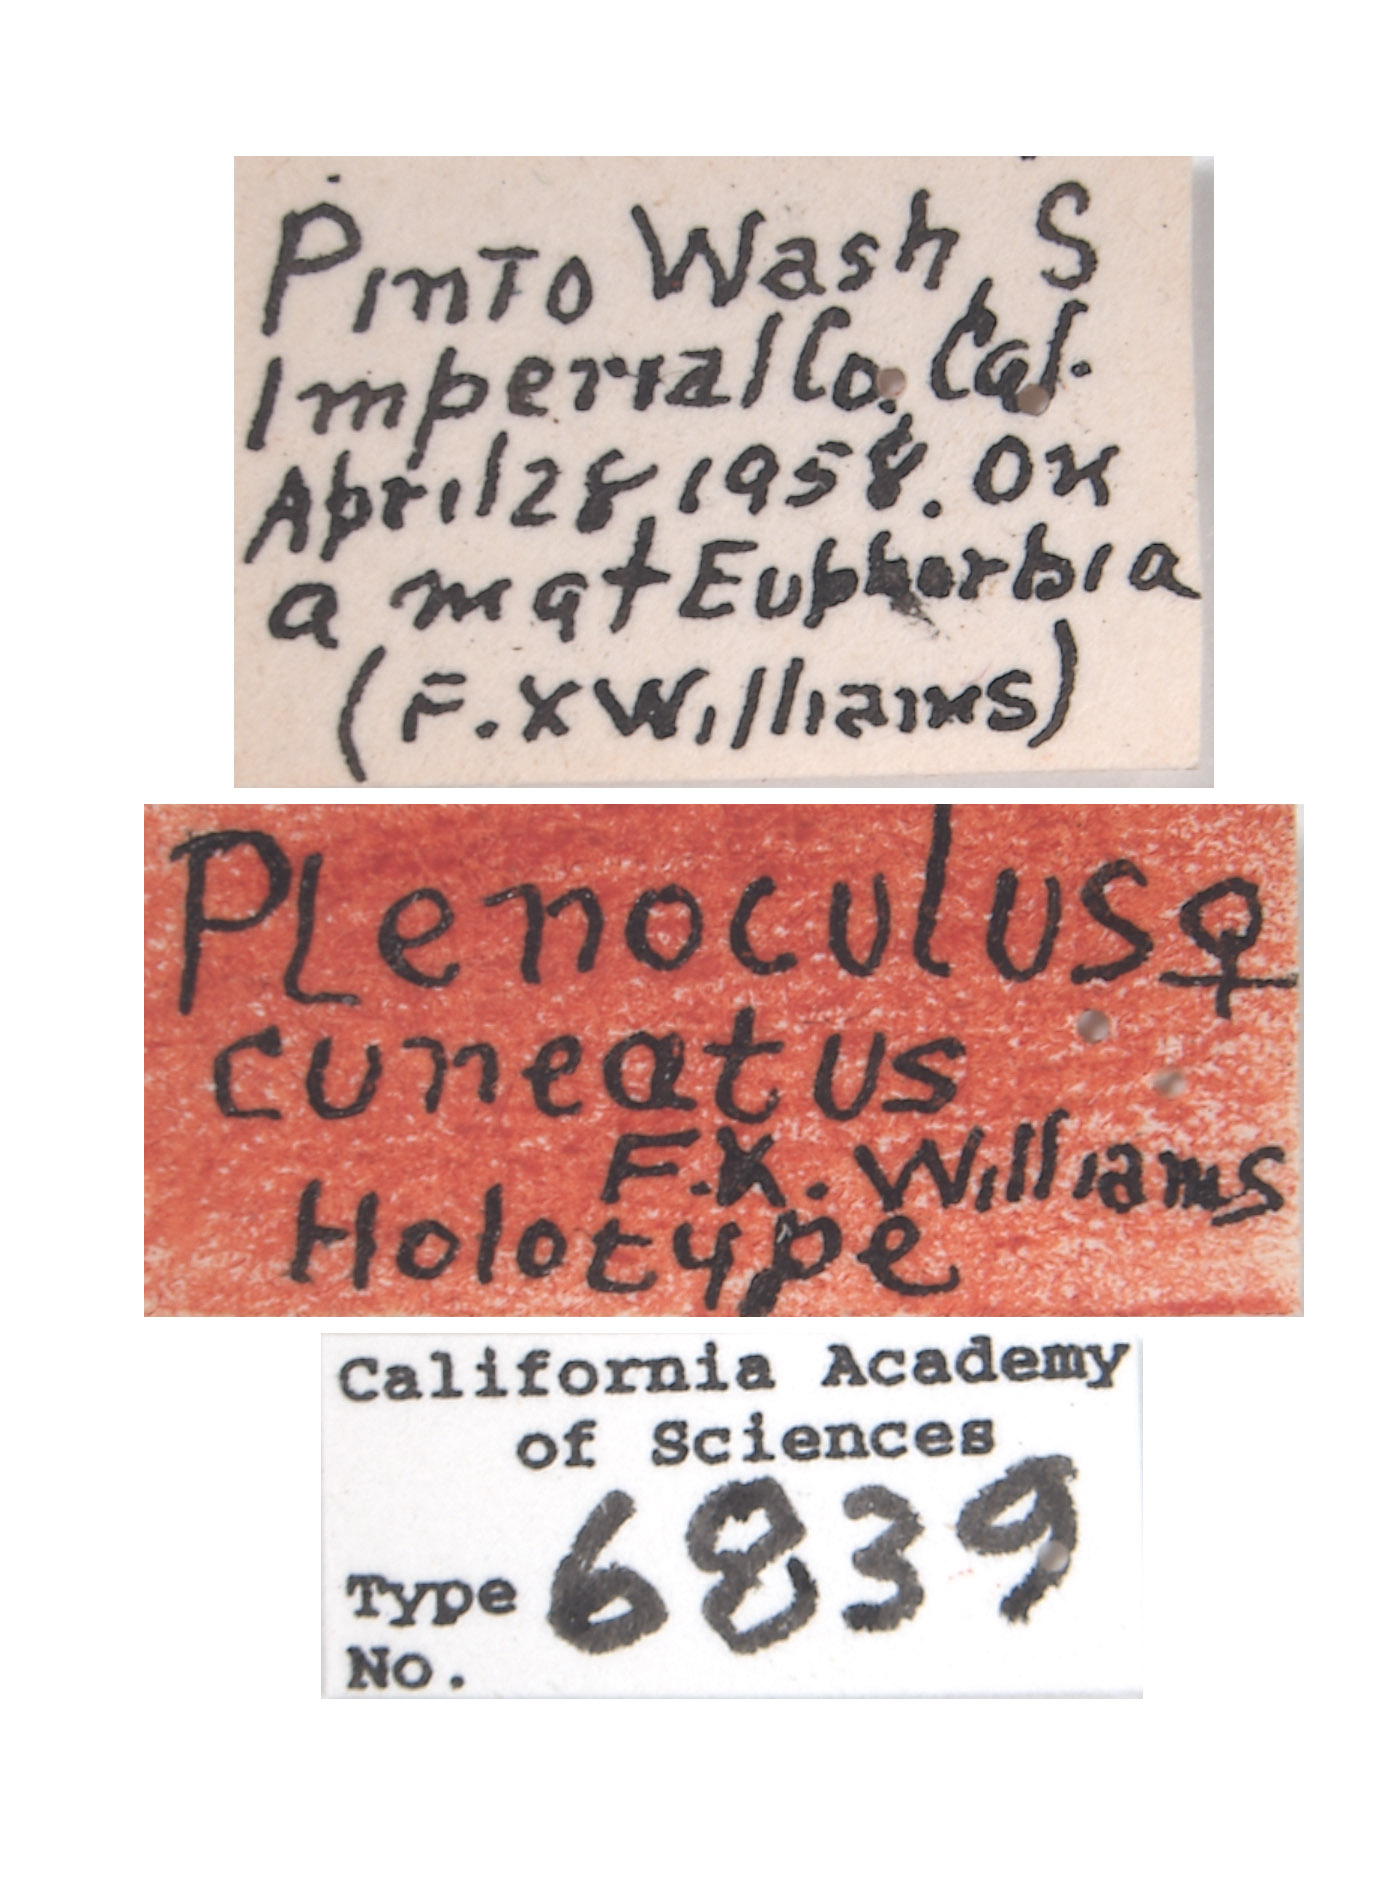 Pinto Wash, S
Imperial Co. Cal.
April 28, 1958. On
a mat Euphorbia
(F. X Williams)
Plenoculus ♀
cuneatus
F.X. Williams
Holotype
California Academy
of Sciences
Type 6839
No.